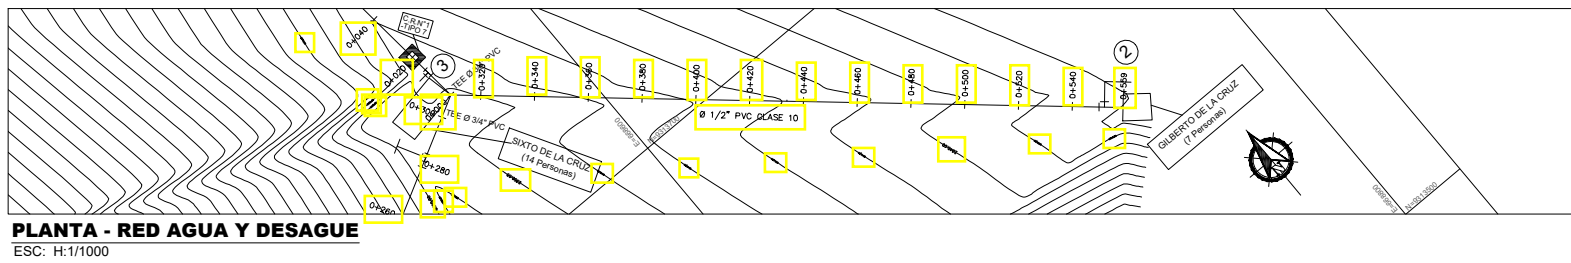 C.R.N°1
-TIPO 7
0+040
0+020
3
TEE Ø
PVC
0+320
0+340
0+360
0+380
0+400
0+420
0+440
0+460
0+480
0+500
0+520
0+540
0+559
2
TEE Ø 3/4" PVC
Ø 1/2" PVC CLASE 10
SIXTO DE LA CRUZ
(14 Personas)
GILBERTO DE LA CRUZ
(7 Personas)
0+280
0+260
N=9313500
PLANTA - RED AGUA Y DESAGUE
ESC: H:1/1000